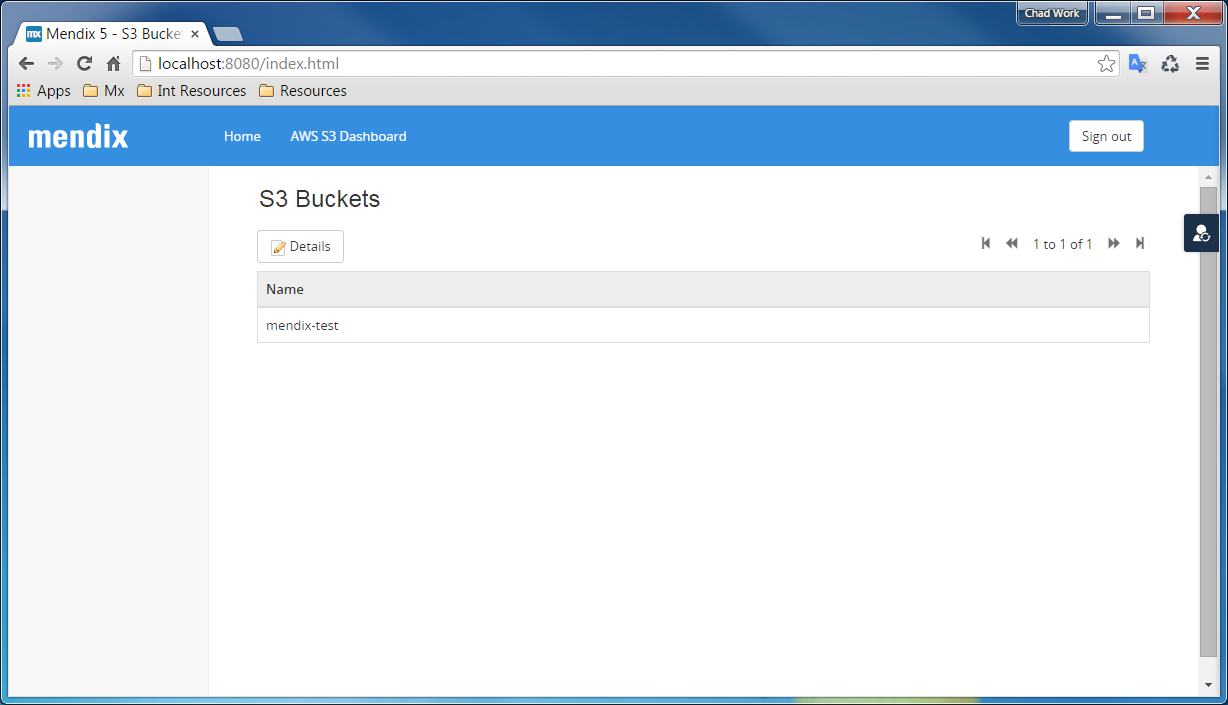 Chad Work
mx Mendix 5 - S3 Bucke
localhost:8080/index.html
Apps Mx Int Resources Resources
mendix Home AWS S3 Dashboard Sign out
S3 Buckets
Details 1 to 1 of 1
Name
mendix-test